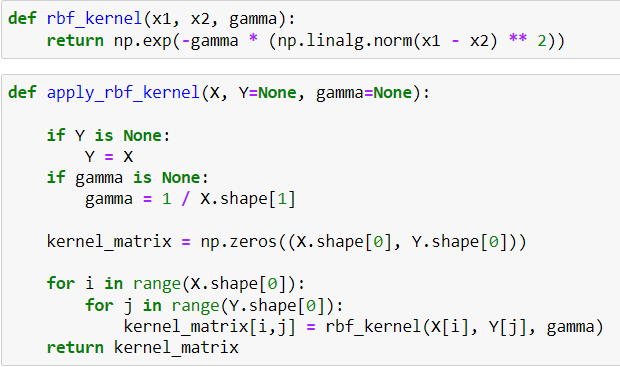 def rbf_kernel(x1, x2, gamma):
    return np.exp(-gamma * (np.linalg.norm(x1 - x2) ** 2))
def apply_rbf_kernel(X, Y=None, gamma=None):
    if Y is None:
        Y = X
    if gamma is None:
        gamma = 1 / X.shape[1]
    kernel_matrix = np.zeros((X.shape[0], Y.shape[0]))
    for i in range(X.shape[0]):
        for j in range(Y.shape[0]):
            kernel_matrix[i,j] = rbf_kernel(X[i], Y[j], gamma)
    return kernel_matrix